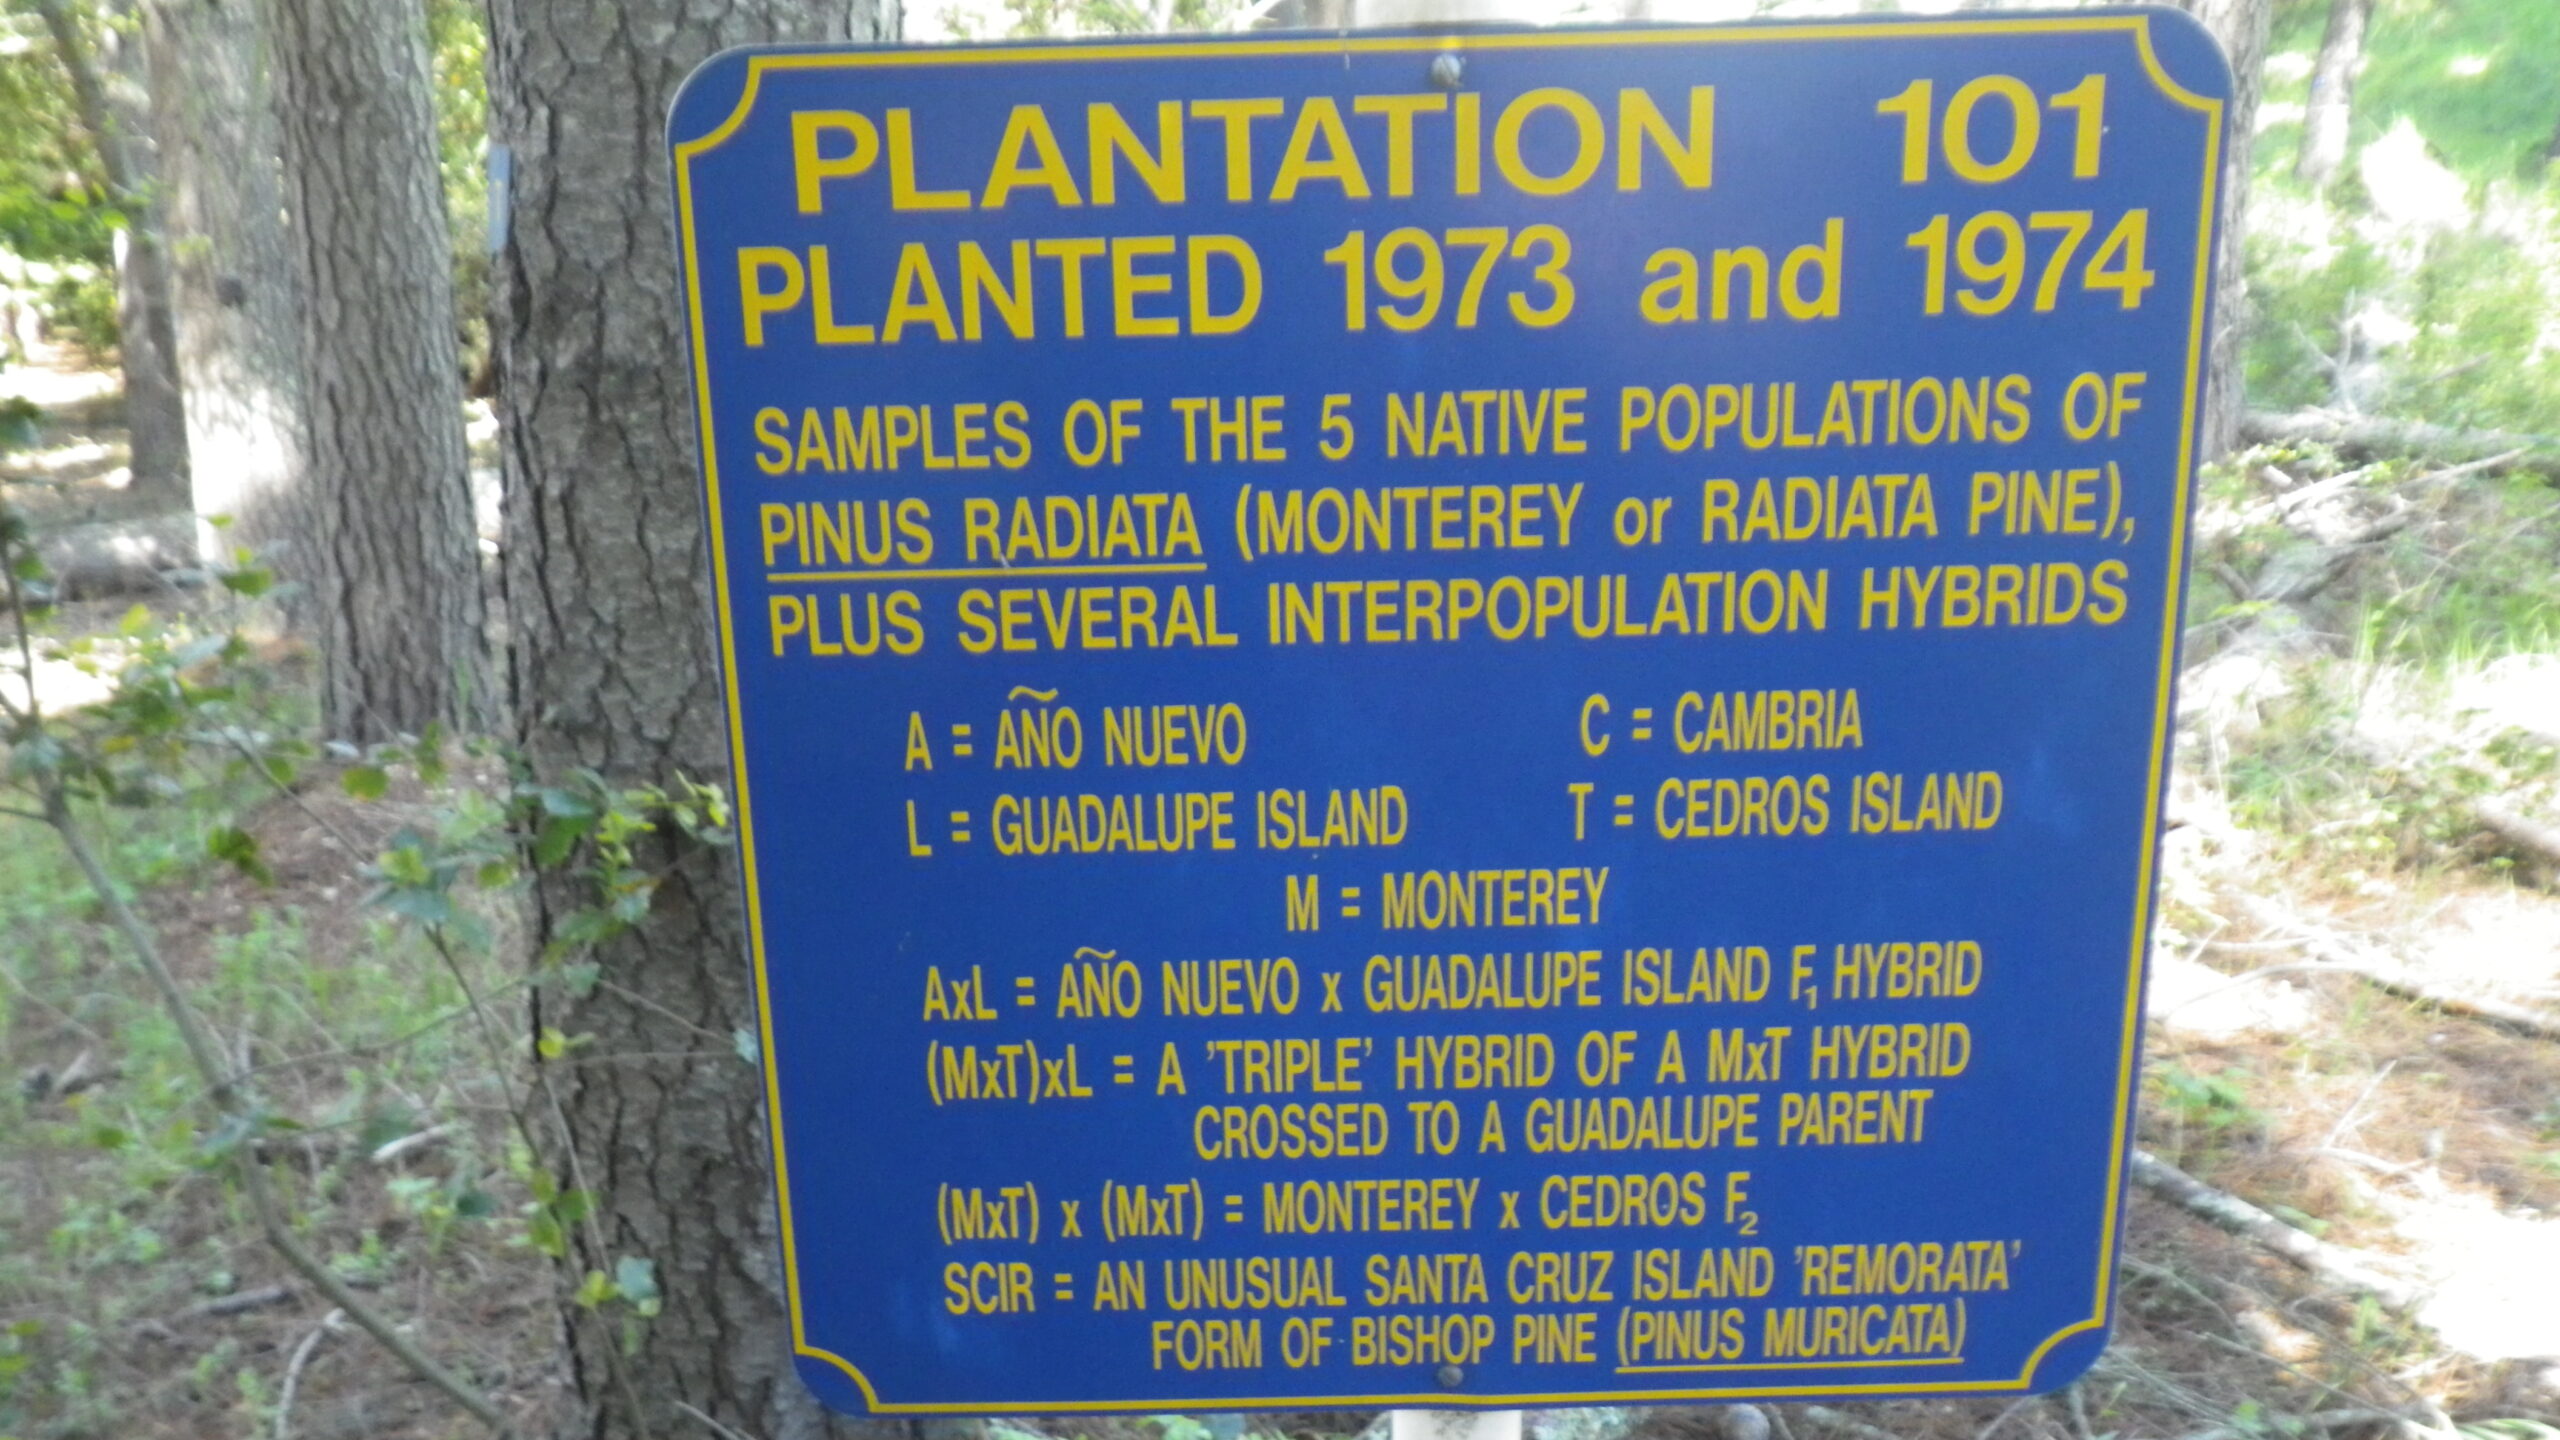 PLANTATION 101
PLANTED 1973 and 1974
SAMPLES OF THE 5 NATIVE POPULATIONS OF
PINUS RADIATA (MONTEREY or RADIATA PINE),
PLUS SEVERAL INTERPOPULATION HYBRIDS
A = AÑO NUEVO C = CAMBRIA
L = GUADALUPE ISLAND T = CEDROS ISLAND
M = MONTEREY
AxL = AÑO NUEVO x GUADALUPE ISLAND F₁ HYBRID
(MxT)xL = A 'TRIPLE' HYBRID OF A MxT HYBRID
CROSSED TO A GUADALUPE PARENT
(MxT) x (MxT) = MONTEREY x CEDROS F₂
SCIR = AN UNUSUAL SANTA CRUZ ISLAND 'REMORATA'
FORM OF BISHOP PINE (PINUS MURICATA)